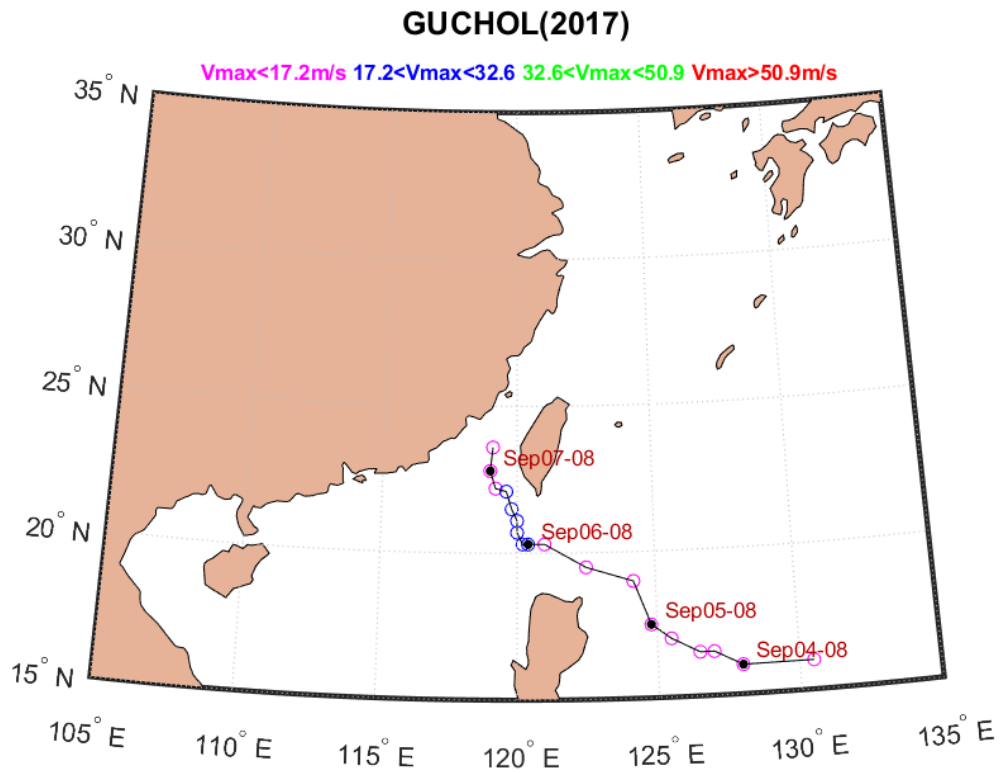 GUCHOL(2017)
Vmax<17.2m/s 17.2<Vmax<32.6 32.6<Vmax<50.9 Vmax>50.9m/s
35° N
30° N
25° N
20° N
15° N
Sep07-08
Sep06-08
Sep05-08
Sep04-08
105° E
110° E
115° E
120° E
125° E
130° E
135° E